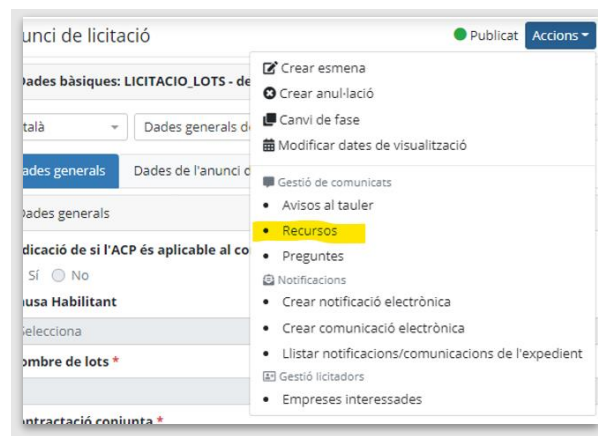 unci de licitació
Publicat
Accions
Dades bàsiques: LICITACIO_LOTS - de
talà
Dades generals d
ades generals
Dades de l'anunci d
Dades generals
dicació de si l'ACP és aplicable al co
Sí No
usa Habilitant
Selecciona
ombre de lots *
ontractació conjunta *
Crear esmena
Crear anul·lació
Canvi de fase
Modificar dates de visualització
Gestió de comunicats
Avisos al tauler
Recursos
Preguntes
Notificacions
Crear notificació electrònica
Crear comunicació electrònica
Llistar notificacions/comunicacions de l'expedient
Gestió licitadors
Empreses interessades